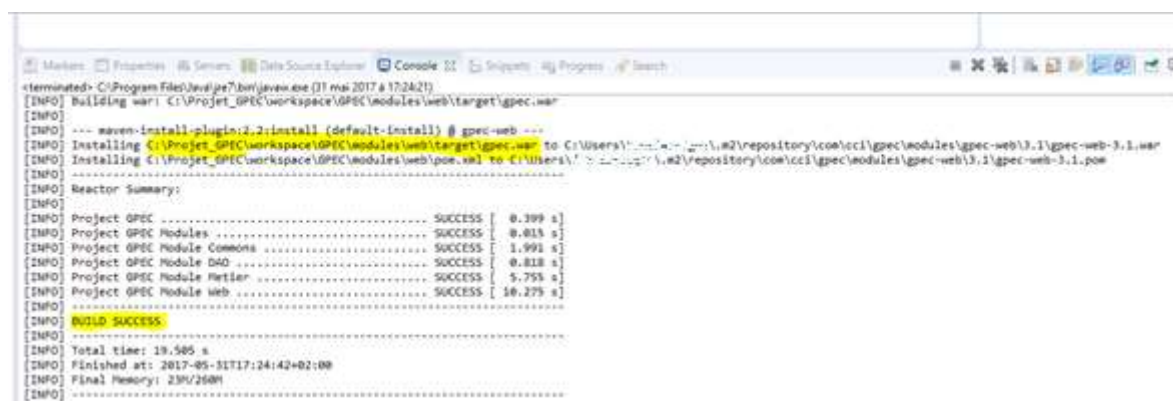 Markers Properties Servers Data Source Explorer Console Snippets Progress Search
<terminated> C:\Program Files\Java\jre7\bin\javaw.exe (31 mai 2017 à 17:24:21)
[INFO] Building war: C:\Projet_GPEC\workspace\GPEC\modules\web\target\gpec.war
[INFO]
[INFO] --- maven-install-plugin:2.2:install (default-install) @ gpec-web ---
[INFO] Installing C:\Projet_GPEC\workspace\GPEC\modules\web\target\gpec.war to C:\Users\ \.m2\repository\com\cci\gpec\modules\gpec-web\3.1\gpec-web-3.1.war
[INFO] Installing C:\Projet_GPEC\workspace\GPEC\modules\web\pom.xml to C:\Users\ \.m2\repository\com\cci\gpec\modules\gpec-web\3.1\gpec-web-3.1.pom
[INFO] ------------------------------------------------------------------------
[INFO] Reactor Summary:
[INFO]
[INFO] Project GPEC ...................................... SUCCESS [ 0.399 s]
[INFO] Project GPEC Modules .............................. SUCCESS [ 0.015 s]
[INFO] Project GPEC Module Commons ....................... SUCCESS [ 1.991 s]
[INFO] Project GPEC Module DAO ........................... SUCCESS [ 0.818 s]
[INFO] Project GPEC Module Metier ........................ SUCCESS [ 5.755 s]
[INFO] Project GPEC Module Web ........................... SUCCESS [ 10.275 s]
[INFO] ------------------------------------------------------------------------
[INFO] BUILD SUCCESS
[INFO] ------------------------------------------------------------------------
[INFO] Total time: 19.505 s
[INFO] Finished at: 2017-05-31T17:24:42+02:00
[INFO] Final Memory: 23M/260M
[INFO] ------------------------------------------------------------------------